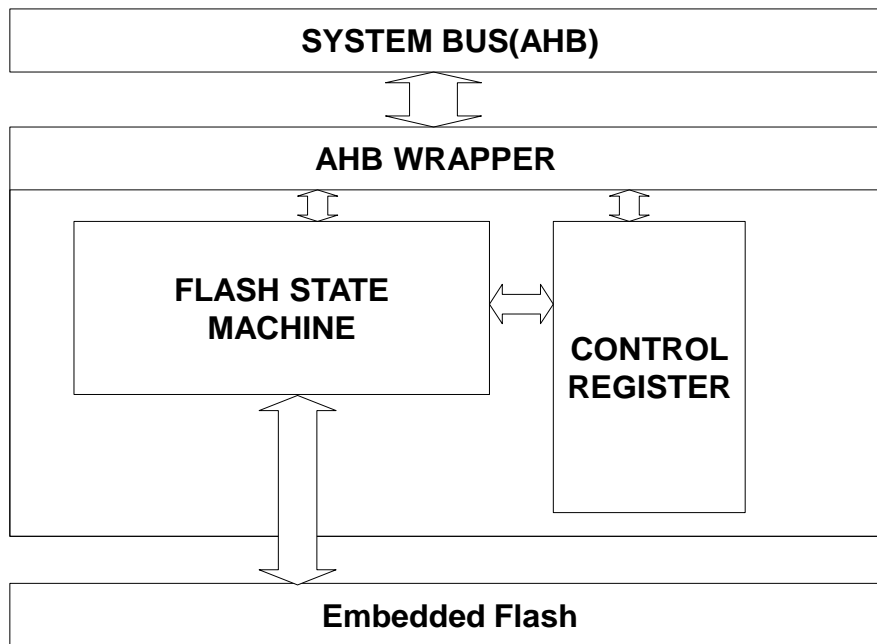 SYSTEM BUS(AHB)
AHB WRAPPER
FLASH STATE
MACHINE
CONTROL
REGISTER
Embedded Flash